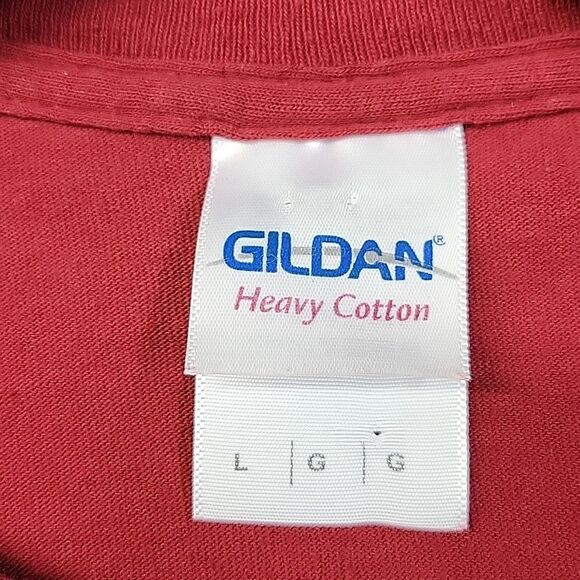 GILDAN®
Heavy Cotton
L | G | G